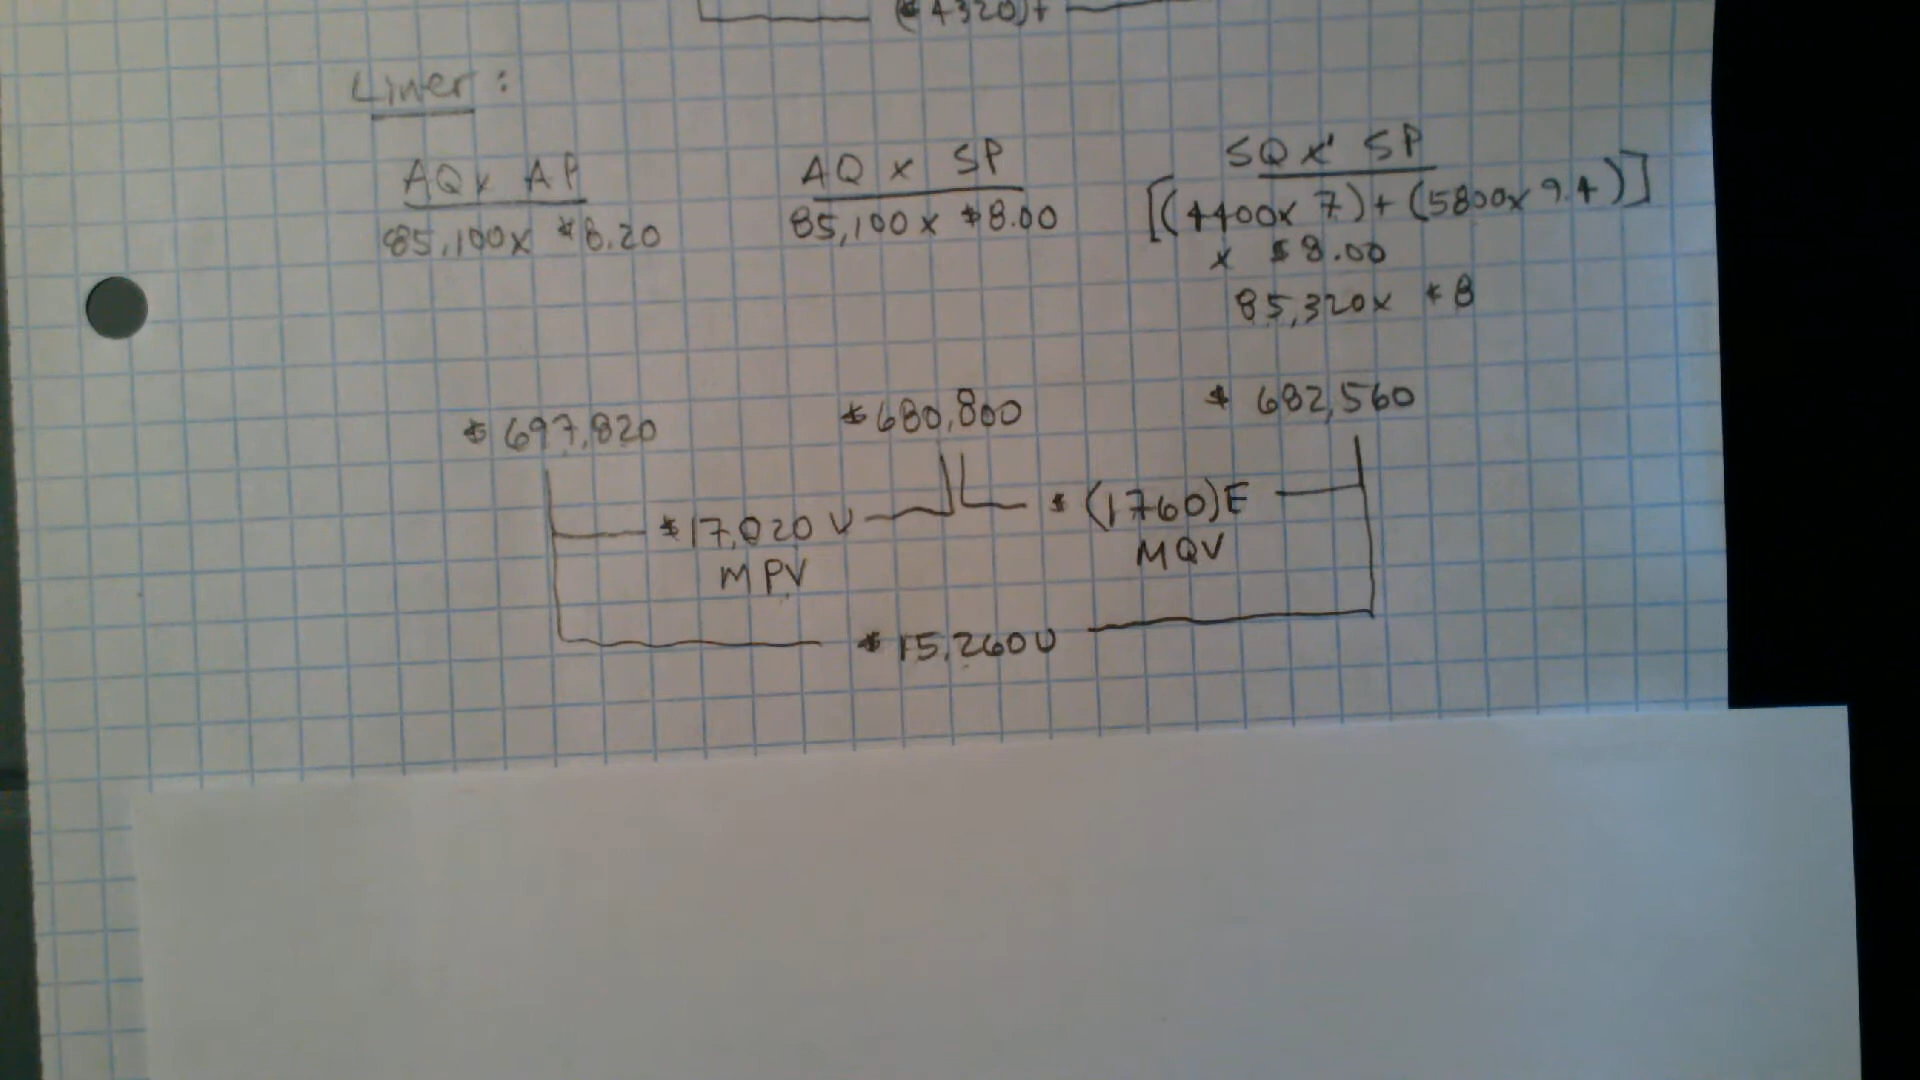 ($4320)F
Liner:
AQ x AP
85,100 x $8.20
AQ x SP
85,100 x $8.00
SQ x SP
[(4400 x 7) + (5800 x 9.4)]
x $8.00
85,320 x $8
$697,820
$680,800
$682,560
$17,020 U
MPV
$(1760)F
MQV
$15,260 U